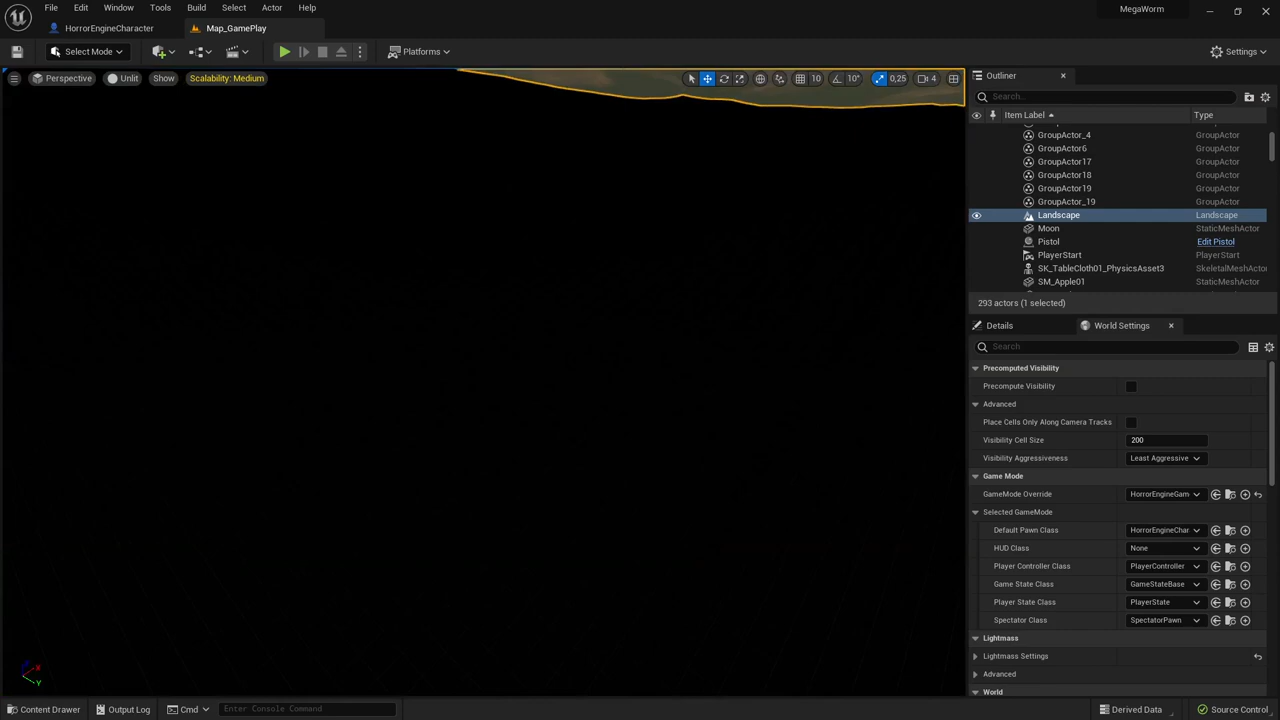 File Edit Window Tools Build Select Actor Help
MegaWorm
HorrorEngineCharacter
Map_GamePlay
Select Mode
Platforms
Settings
Perspective
Unlit
Show
Scalability: Medium
10
10°
0,25
4
Outliner
Search...
Item Label
Type
GroupActor_4 GroupActor
GroupActor6 GroupActor
GroupActor17 GroupActor
GroupActor18 GroupActor
GroupActor19 GroupActor
GroupActor_19 GroupActor
Landscape Landscape
Moon StaticMeshActor
Pistol Edit Pistol
PlayerStart PlayerStart
SK_TableCloth01_PhysicsAsset3 SkeletalMeshActo
SM_Apple01 StaticMeshActor
293 actors (1 selected)
Details
World Settings
Search
Precomputed Visibility
Precompute Visibility
Advanced
Place Cells Only Along Camera Tracks
Visibility Cell Size 200
Visibility Aggressiveness Least Aggressive
Game Mode
GameMode Override HorrorEngineGam
Selected GameMode
Default Pawn Class HorrorEngineChar
HUD Class None
Player Controller Class PlayerController
Game State Class GameStateBase
Player State Class PlayerState
Spectator Class SpectatorPawn
Lightmass
Lightmass Settings
Advanced
World
Content Drawer
Output Log
Cmd
Enter Console Command
Derived Data
Source Control
X
Y